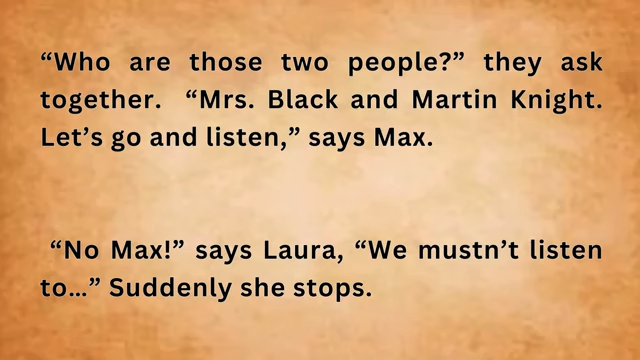 “Who are those two people?” they ask
together. “Mrs. Black and Martin Knight.
Let’s go and listen,” says Max.
“No Max!” says Laura, “We mustn’t listen
to…” Suddenly she stops.